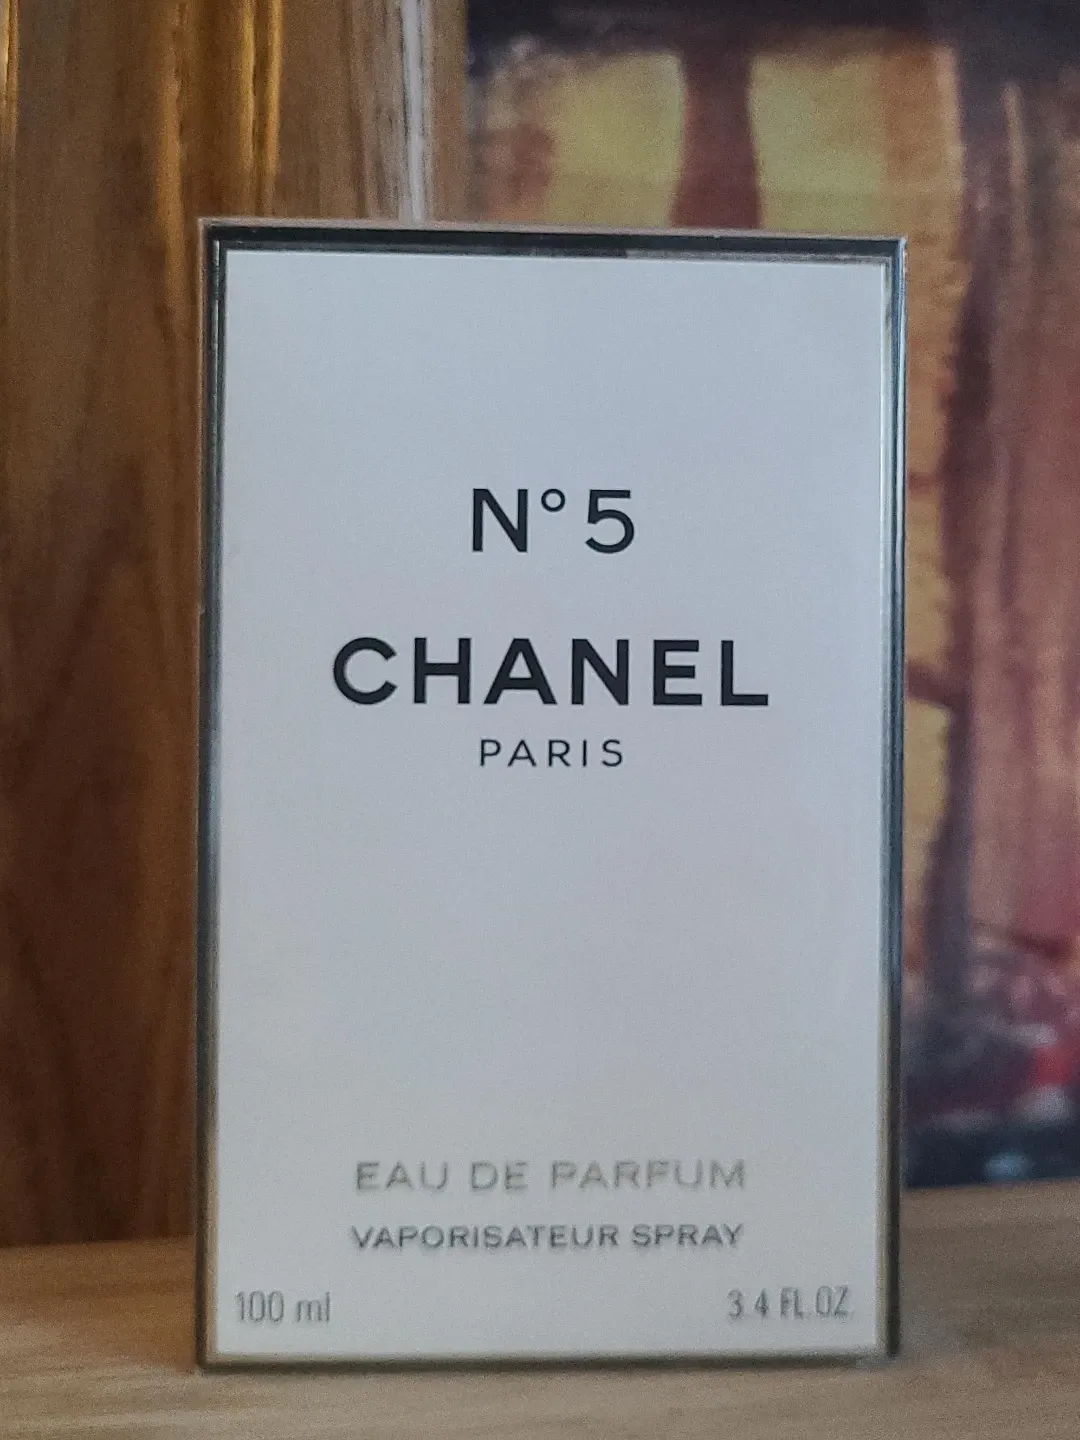 N° 5
CHANEL
PARIS
EAU DE PARFUM
VAPORISATEUR SPRAY
100 ml 3.4 FL.OZ.